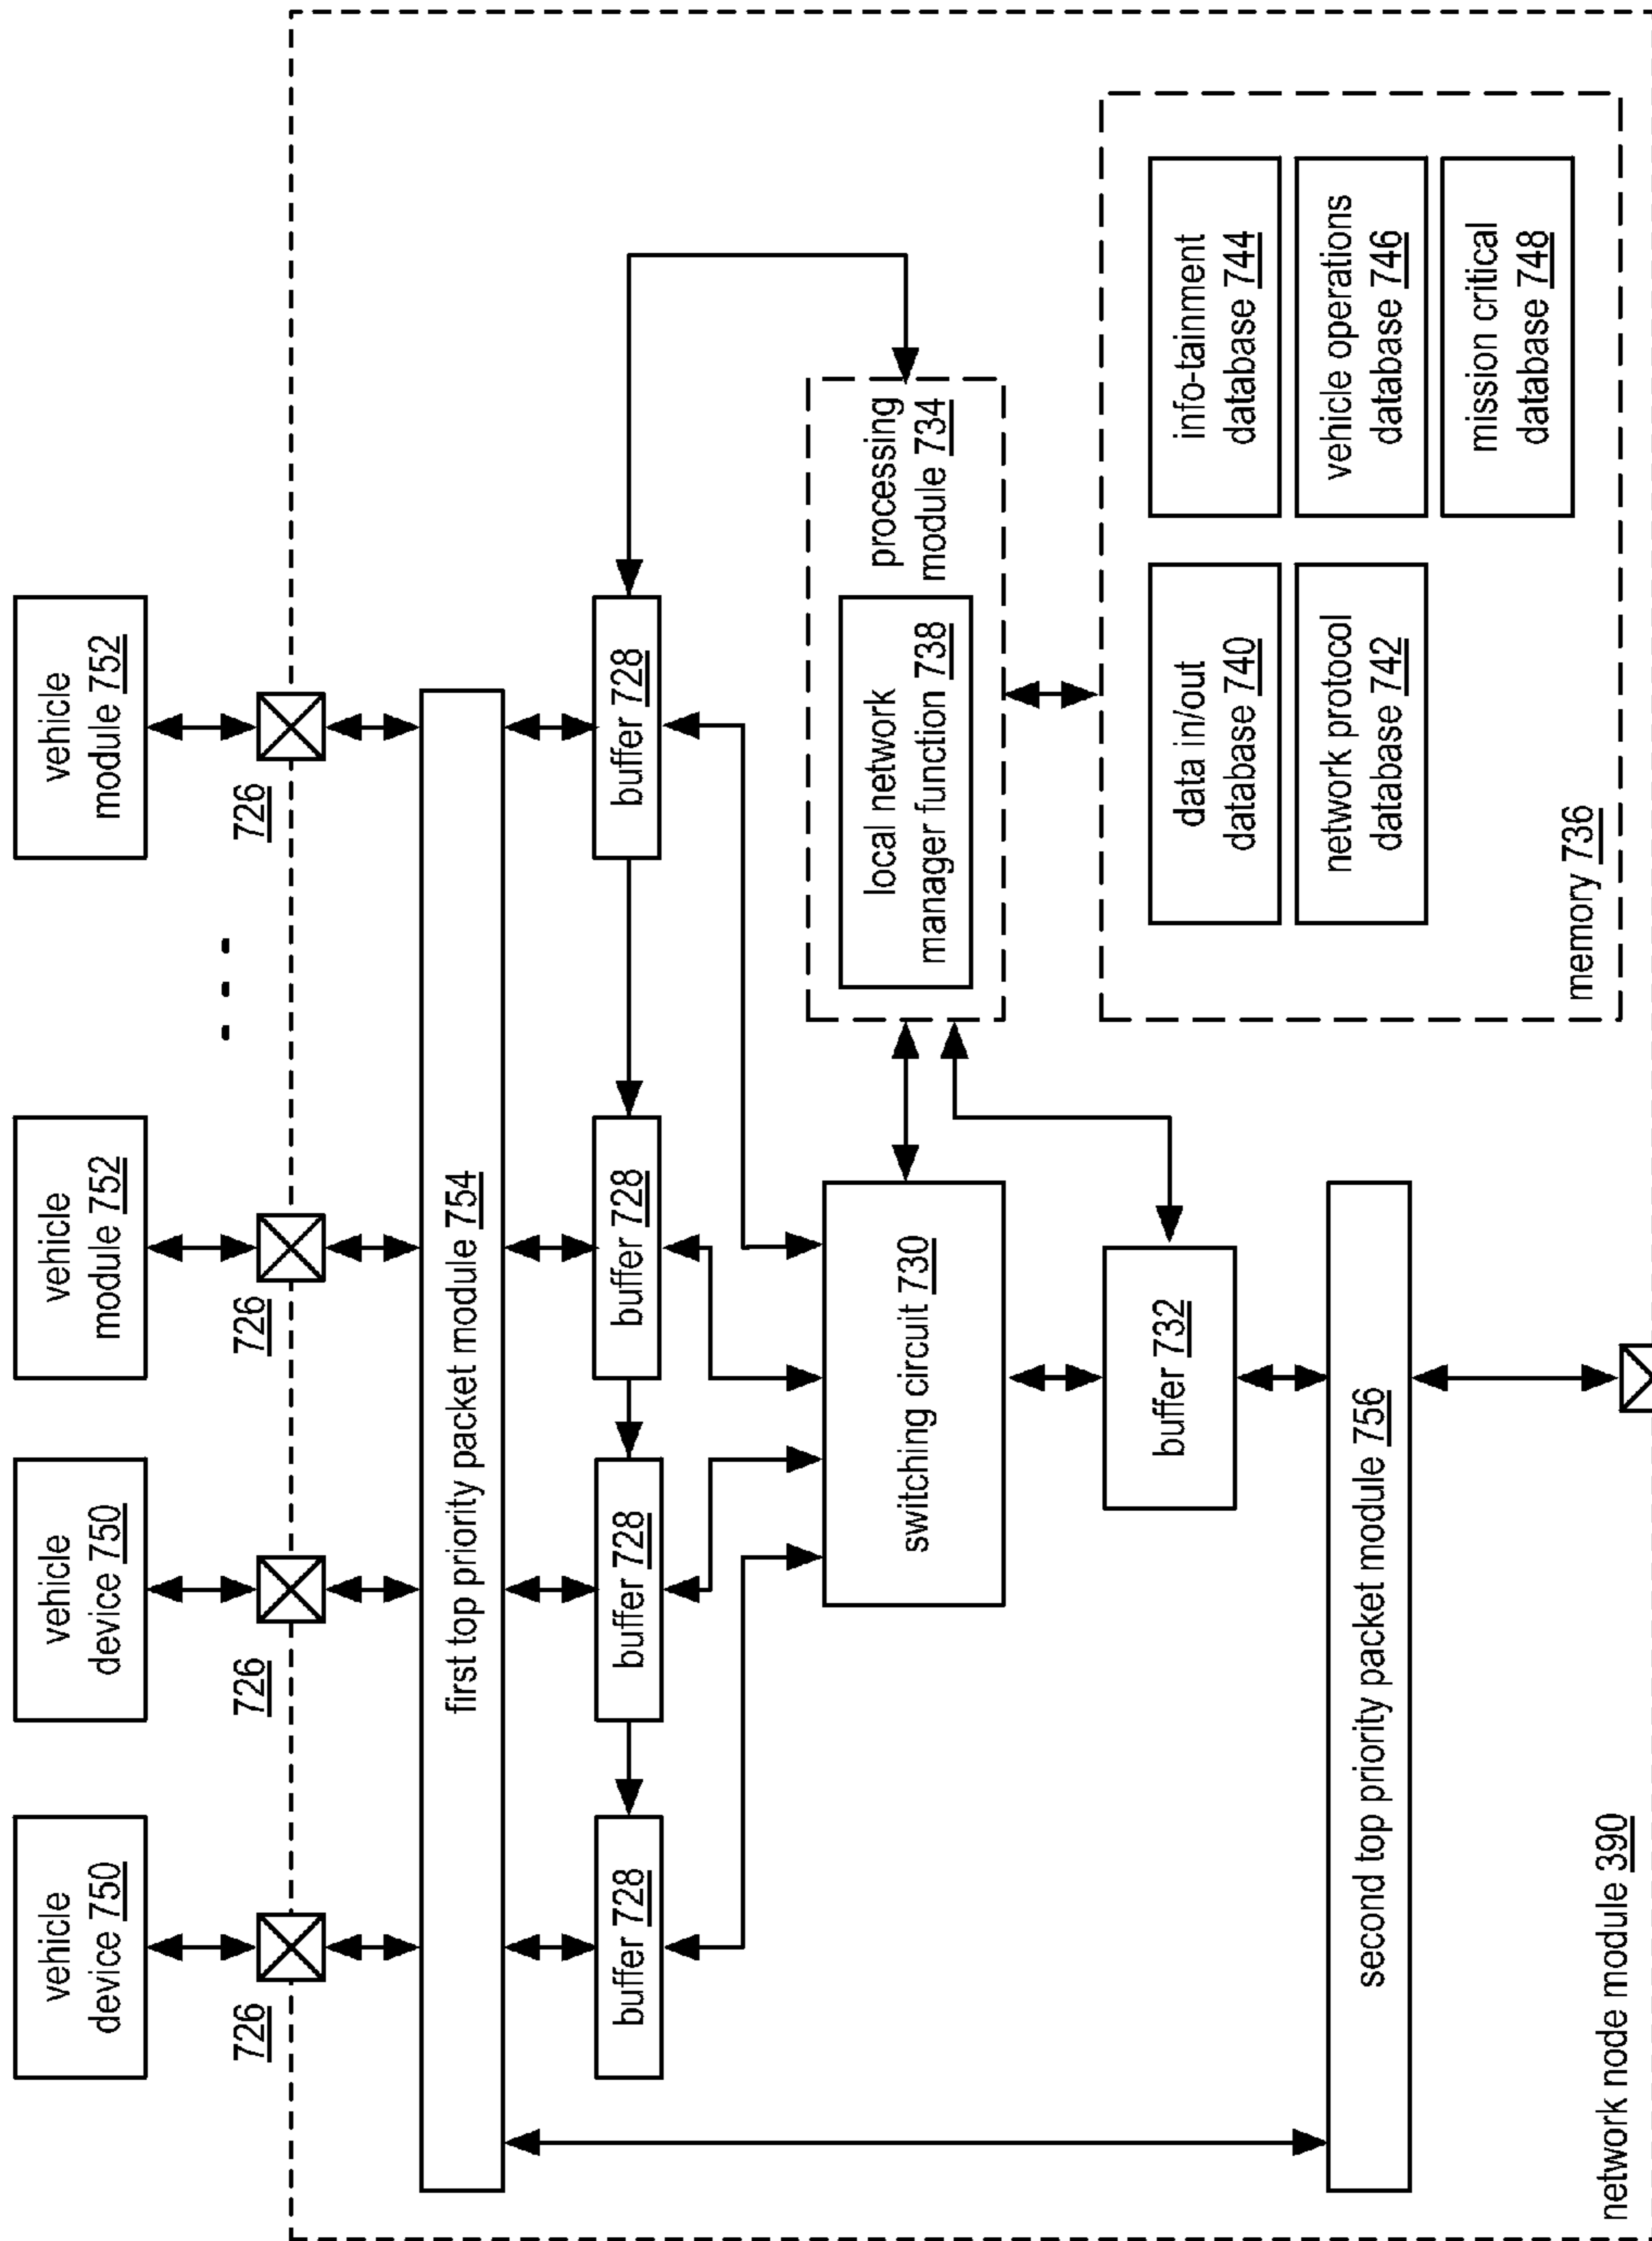 vehicle
device 750
vehicle
device 750
vehicle
module 752
vehicle
module 752
. . .
726
726
726
726
first top priority packet module 754
buffer 728
buffer 728
buffer 728
buffer 728
switching circuit 730
local network
manager function 738
processing
module 734
buffer 732
data in/out
database 740
info-tainment
database 744
network protocol
database 742
vehicle operations
database 746
mission critical
database 748
memory 736
second top priority packet module 756
network node module 390